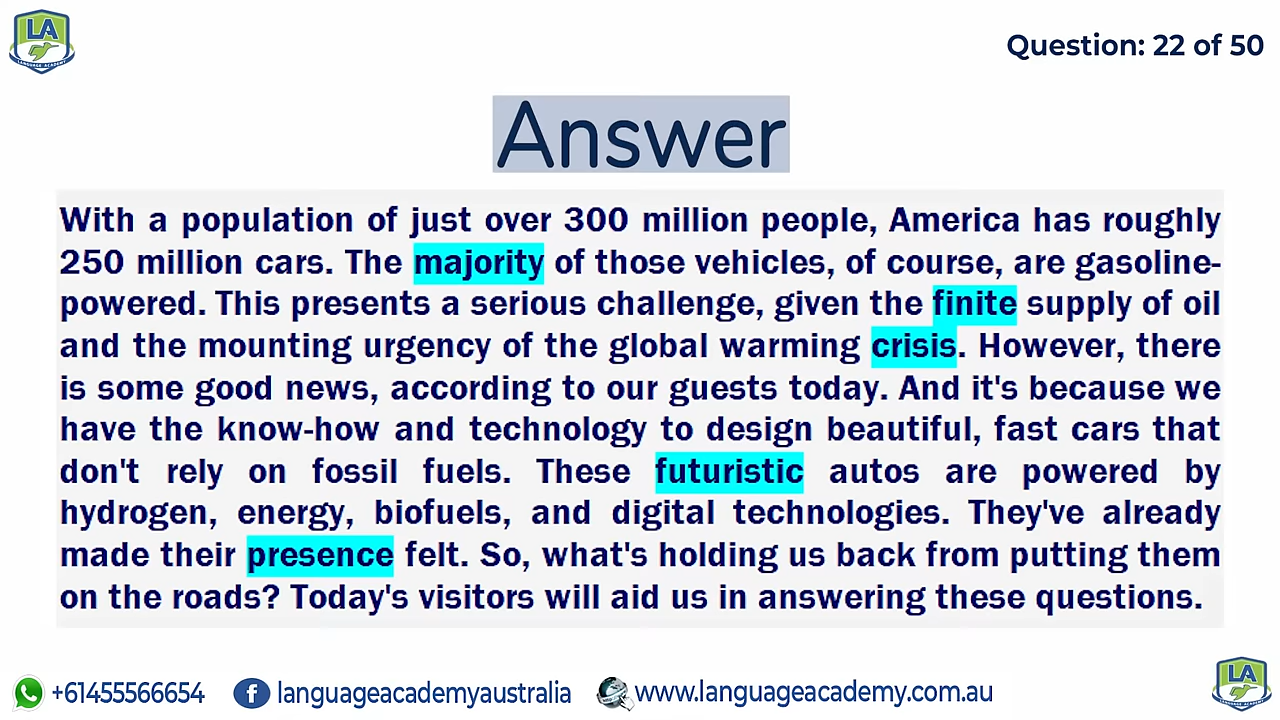 LA
LANGUAGE ACADEMY
Question: 22 of 50
Answer
With a population of just over 300 million people, America has roughly
250 million cars. The majority of those vehicles, of course, are gasoline-
powered. This presents a serious challenge, given the finite supply of oil
and the mounting urgency of the global warming crisis. However, there
is some good news, according to our guests today. And it's because we
have the know-how and technology to design beautiful, fast cars that
don't rely on fossil fuels. These futuristic autos are powered by
hydrogen, energy, biofuels, and digital technologies. They've already
made their presence felt. So, what's holding us back from putting them
on the roads? Today's visitors will aid us in answering these questions.
+61455566654
languageacademyaustralia
www.languageacademy.com.au
LA
LANGUAGE ACADEMY